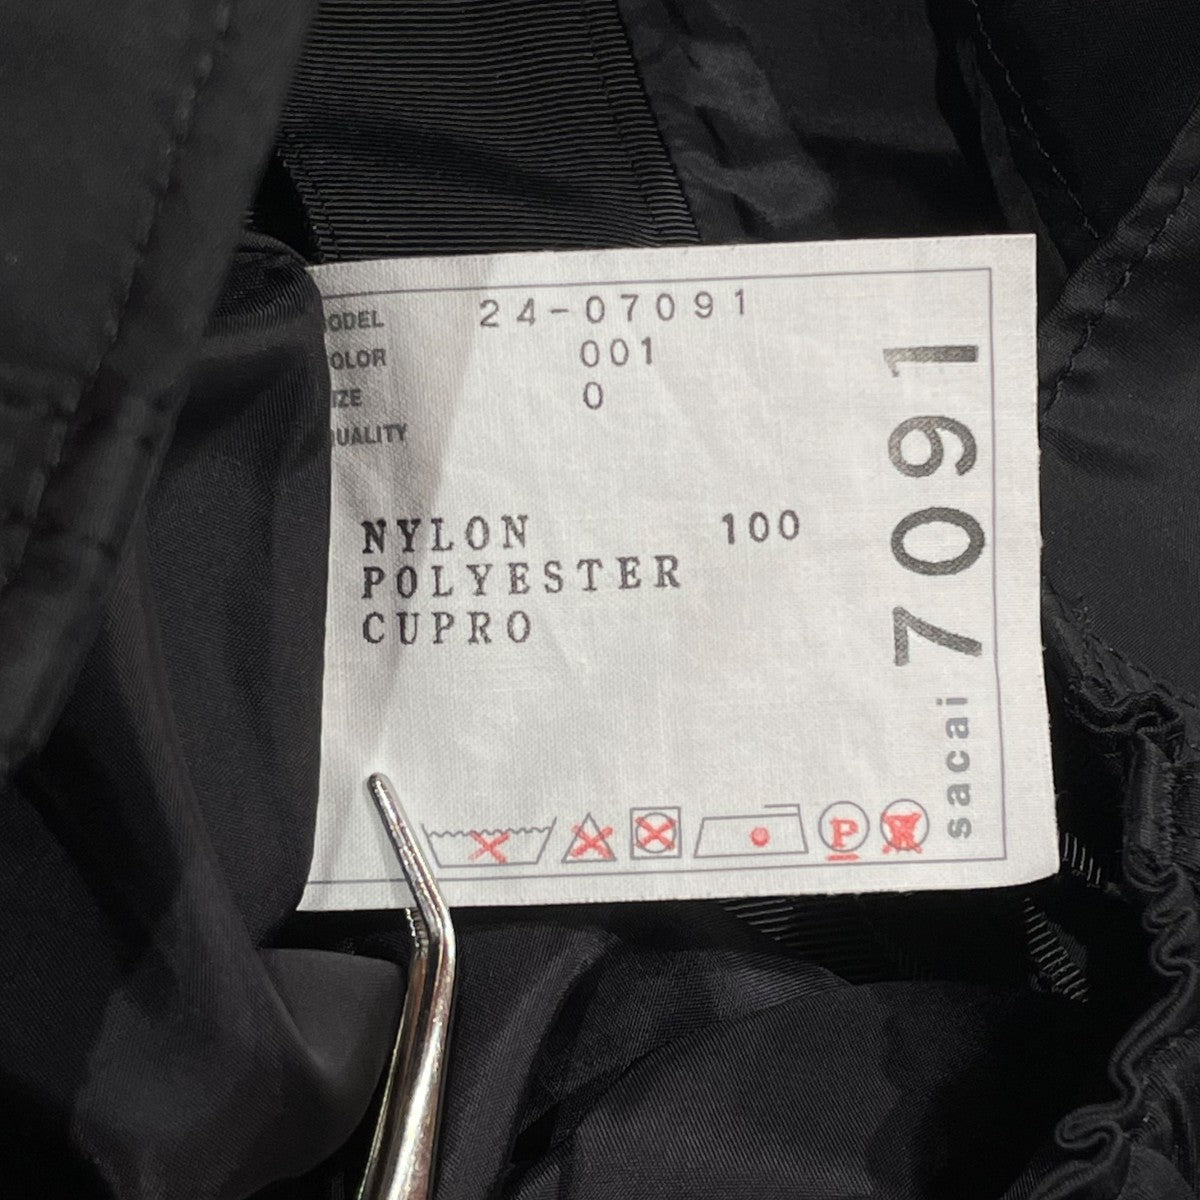 ODEL 24-07091
OLOR 001
IZE 0
UALITY
NYLON 100
POLYESTER
CUPRO
P
sacai 7091